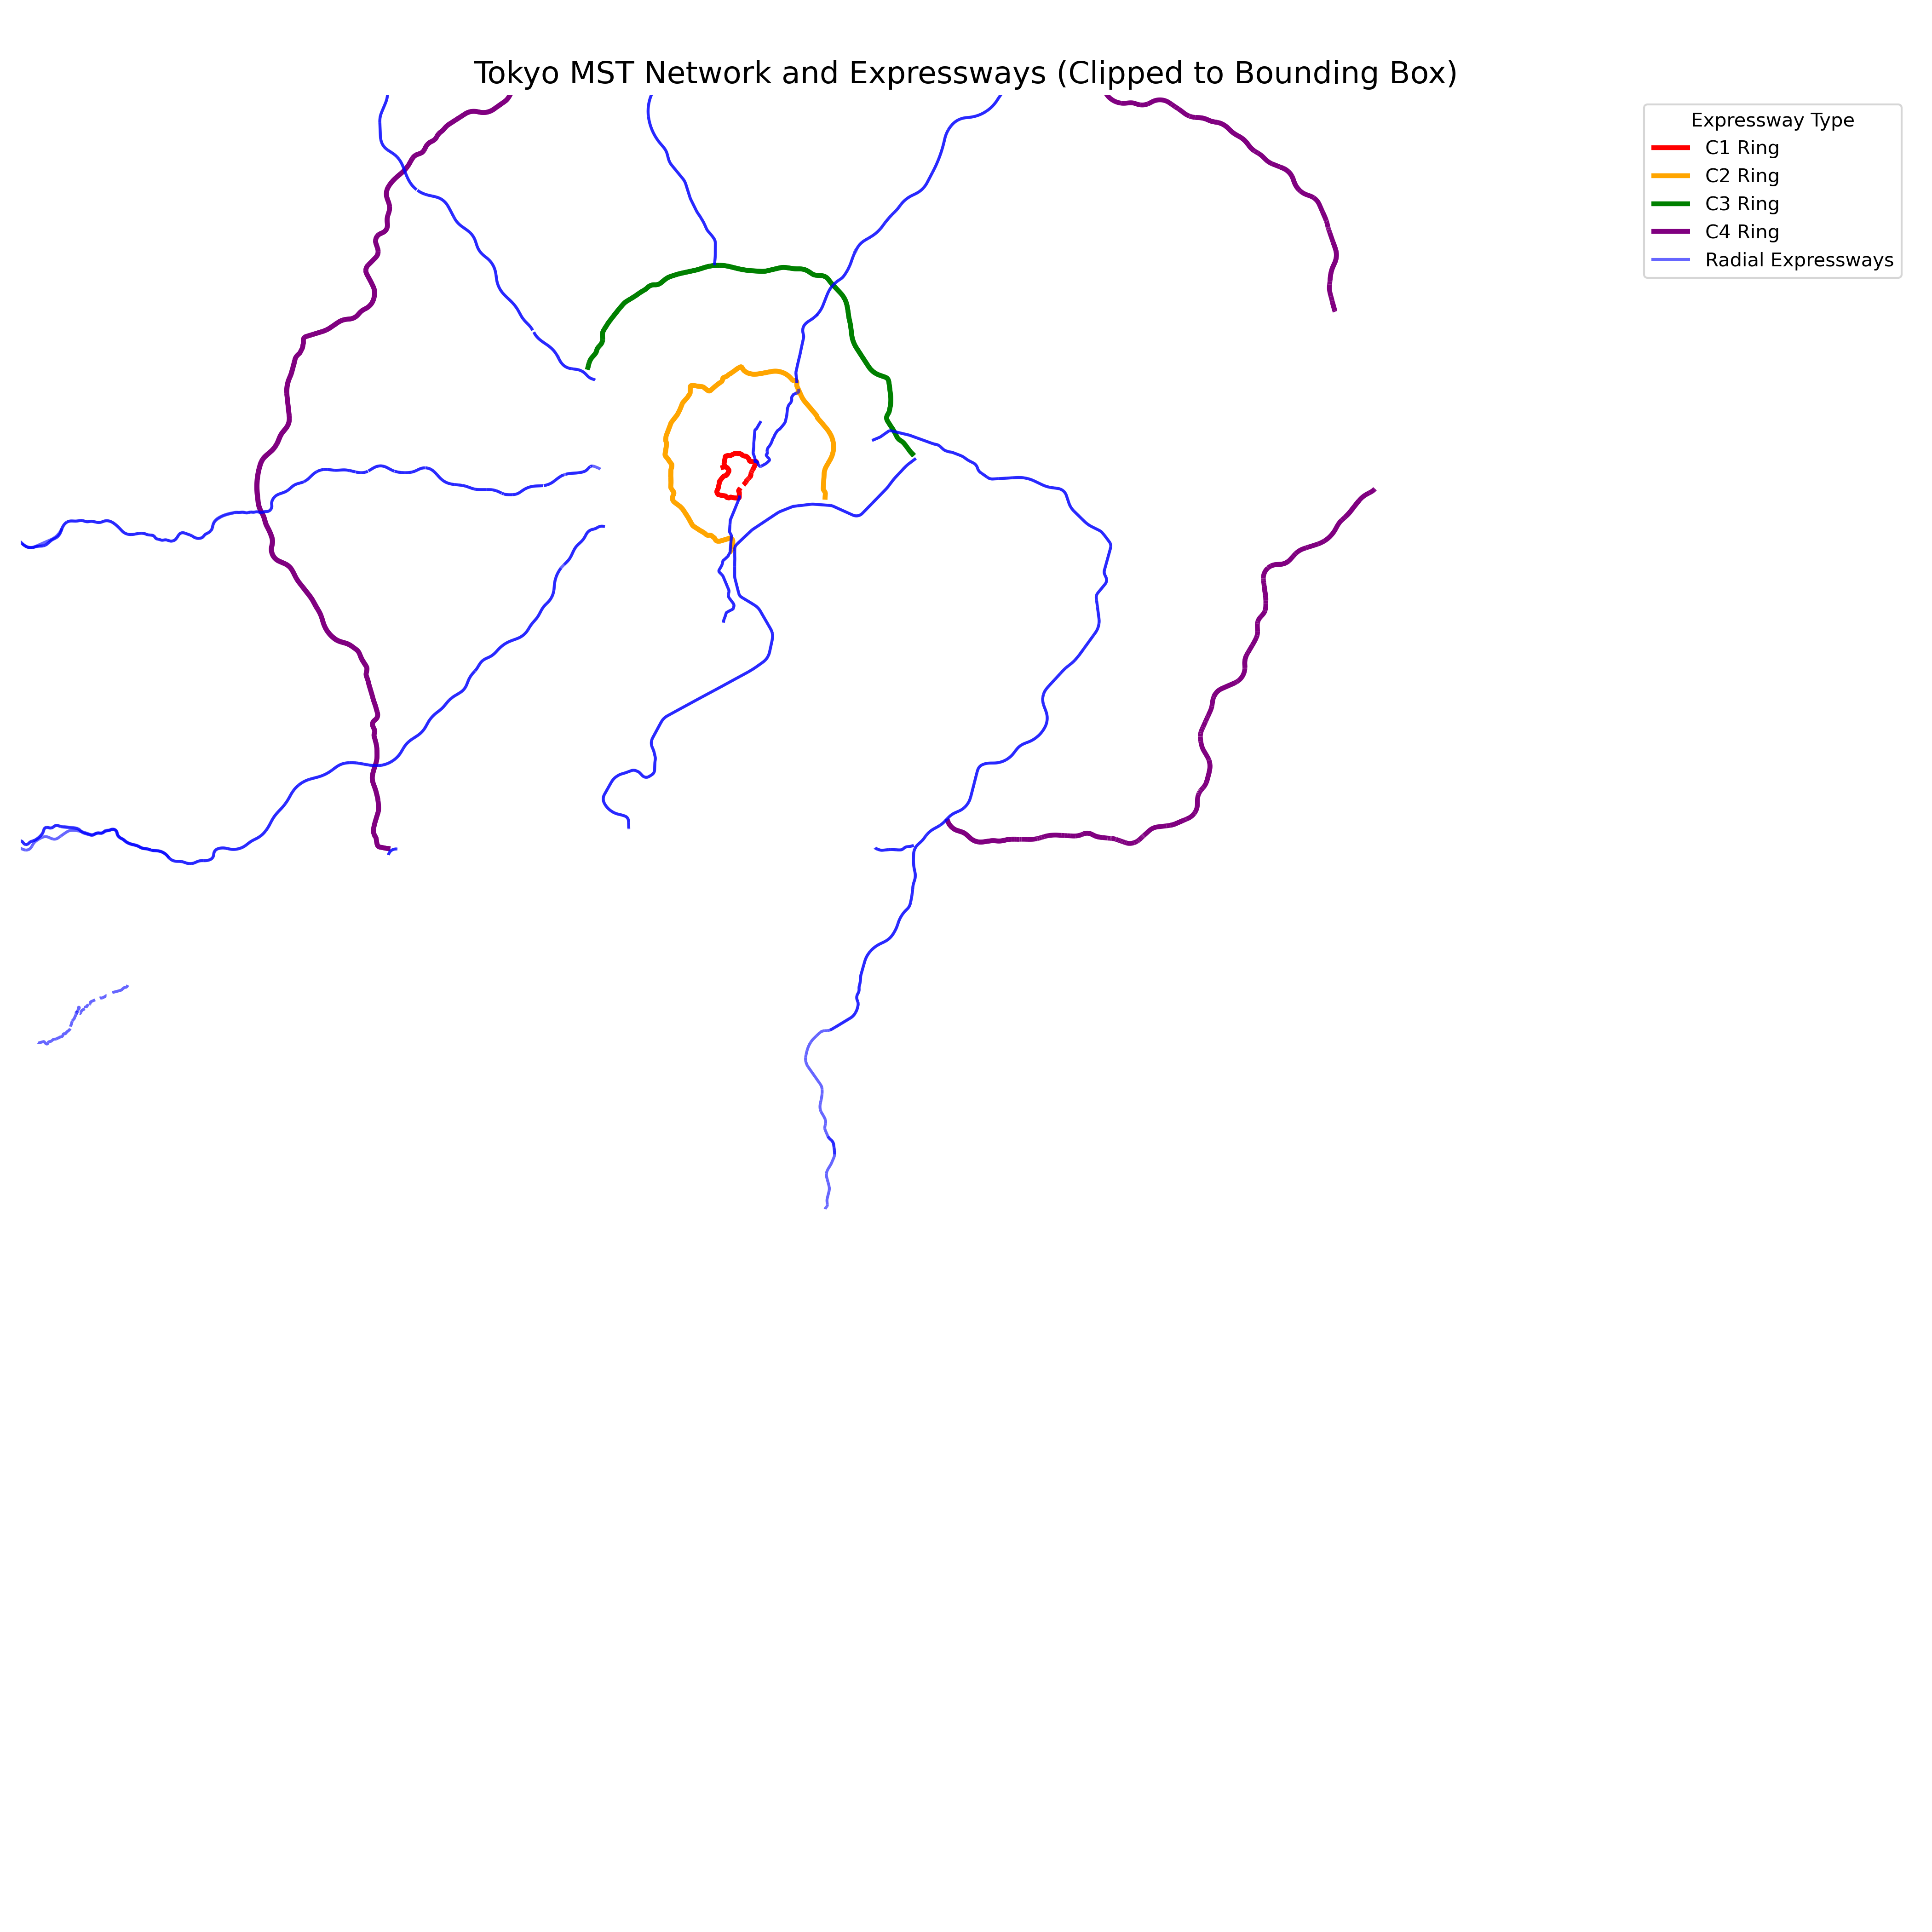 Tokyo MST Network and Expressways (Clipped to Bounding Box)
Expressway Type
C1 Ring
C2 Ring
C3 Ring
C4 Ring
Radial Expressways